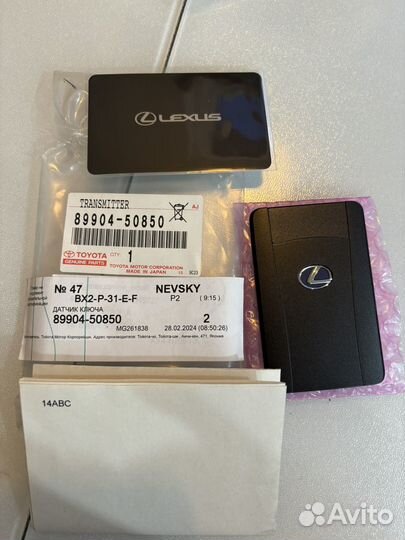 LEXUS
TRANSMITTER AJ
89904-50850
TOYOTA QTY. 1
GENUINE PARTS TOYOTA MOTOR CORPORATION
MADE IN JAPAN
№ 47 NEVSKY
BX2-P-31-E-F P2 ( 9:15 )
ДАТЧИК КЛЮЧА
89904-50850 2
MG261838 28.02.2024 (08:50:26)
14ABC
Avito